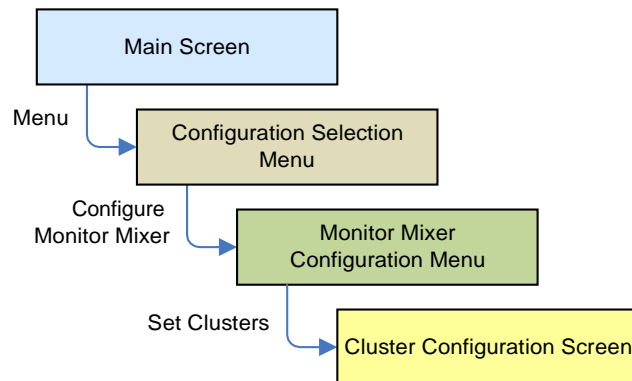 Main Screen
Menu
Configuration Selection
Menu
Configure
Monitor Mixer
Monitor Mixer
Configuration Menu
Set Clusters
Cluster Configuration Screen